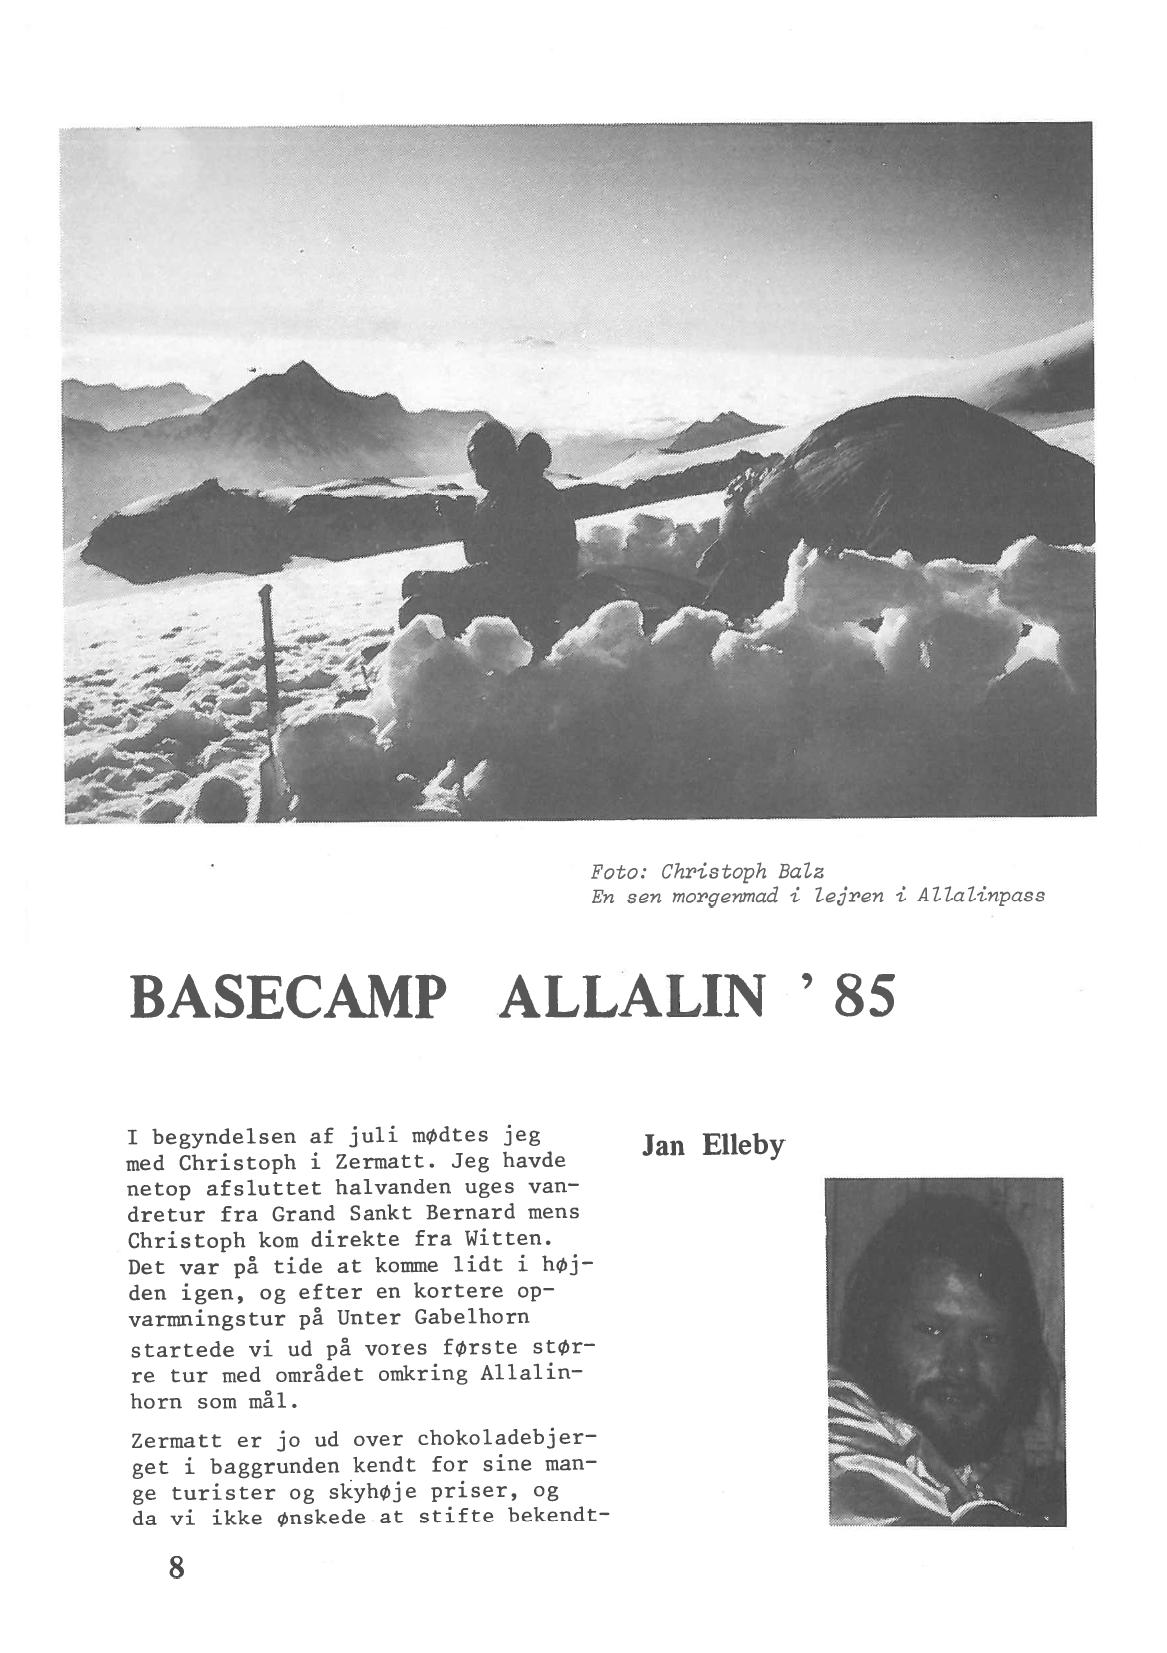 Foto: Christoph Balz
En sen morgenmad i lejren i Allalinpass
BASECAMP ALLALIN ’ 85
I begyndelsen af juli mødtes jeg
med Christoph i Zermatt. Jeg havde
netop afsluttet halvanden uges van-
dretur fra Grand Sankt Bernard mens
Christoph kom direkte fra Witten.
Det var på tide at komme lidt i høj-
den igen, og efter en kortere op-
varmningstur på Unter Gabelhorn
startede vi ud på vores første stør-
re tur med området omkring Allalin-
horn som mål.
Zermatt er jo ud over chokoladebjer-
get i baggrunden kendt for sine man-
ge turister og skyhøje priser, og
da vi ikke ønskede at stifte bekendt-
Jan Elleby
8